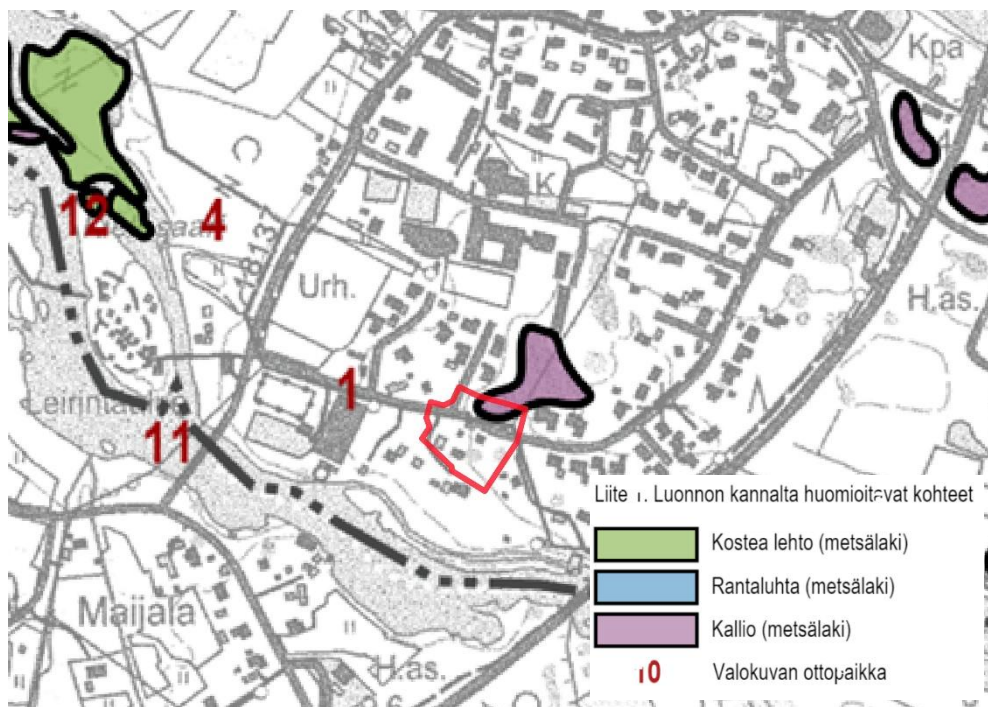 Kpa
K
12
4
1813
Urh.
H.as.
1
11
Maijala
H.as.
Liite 1. Luonnon kannalta huomioitavat kohteet
Kostea lehto (metsälaki)
Rantaluhta (metsälaki)
Kallio (metsälaki)
10 Valokuvan ottopaikka